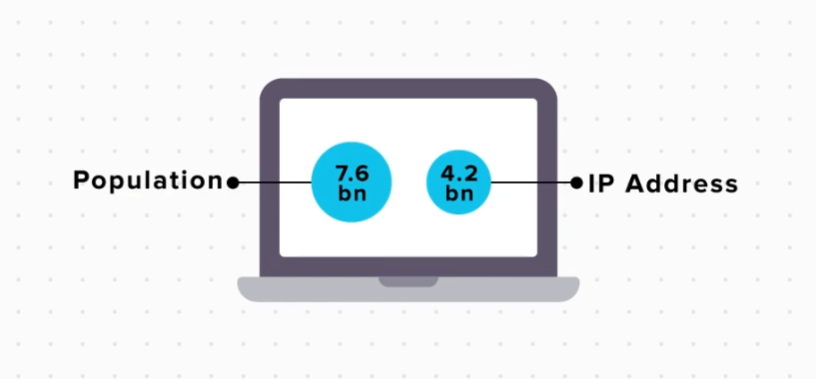 Population
7.6
bn
4.2
bn
IP Address